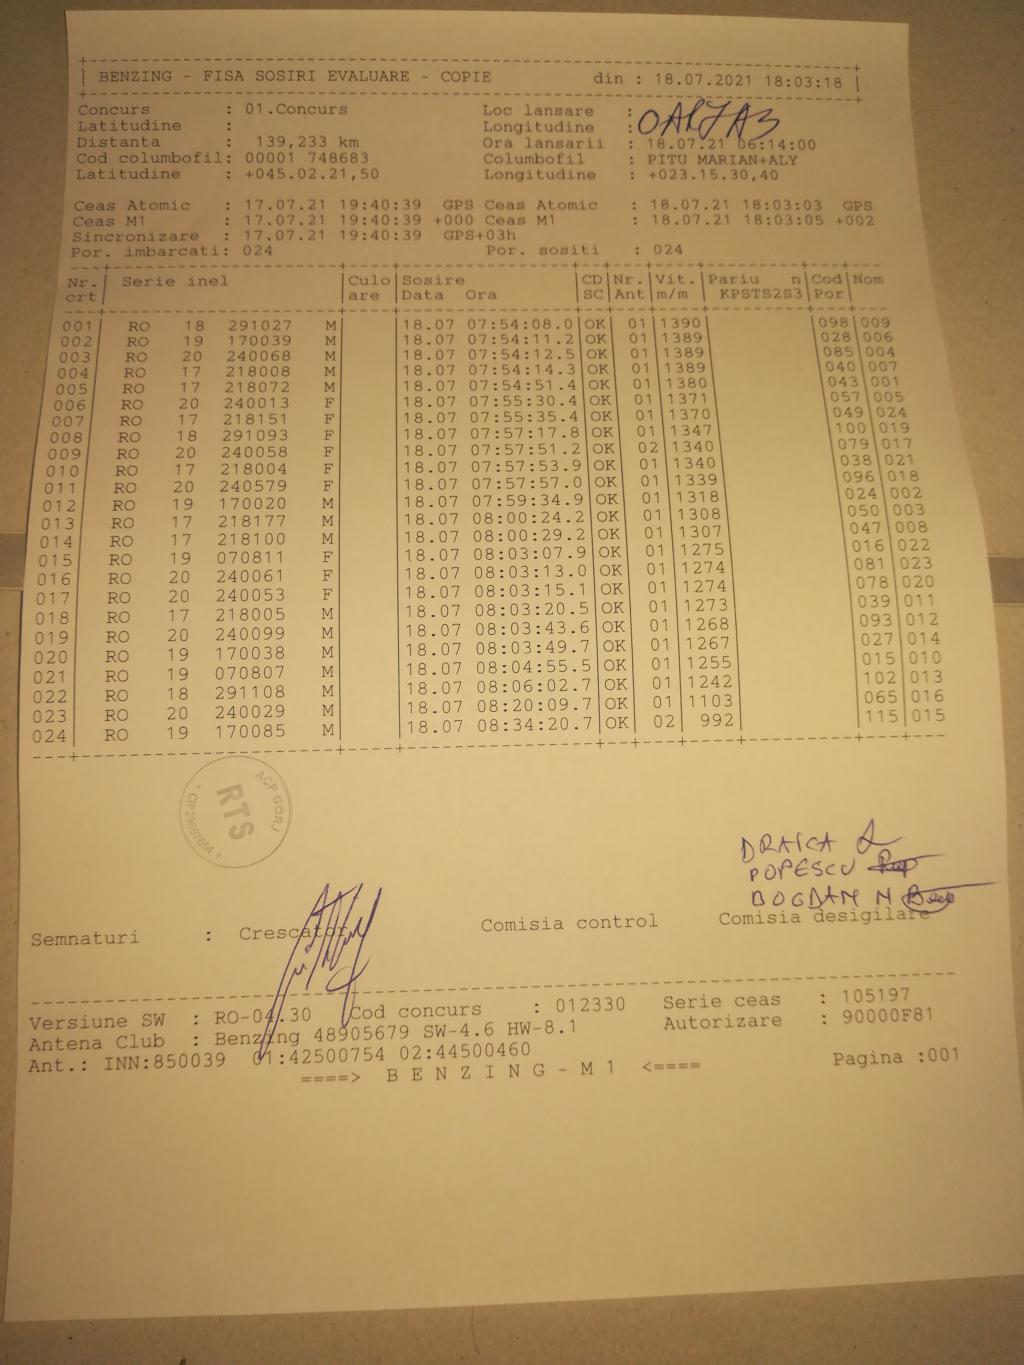 BENZING - FISA SOSIRI EVALUARE - COPIE din : 18.07.2021 18:03:18
Concurs : 01.Concurs Loc lansare :
Latitudine : Longitudine :
Distanta : 139,233 km Ora lansarii : 18.07.21 06:14:00
Cod columbofil: 00001 748683 Columbofil : PITU MARIAN+ALY
Latitudine : +045.02.21,50 Longitudine : +023.15.30,40
Ceas Atomic : 17.07.21 19:40:39 GPS Ceas Atomic : 18.07.21 18:03:03 GPS
Ceas M1 : 17.07.21 19:40:39 +000 Ceas M1 : 18.07.21 18:03:05 +002
Sincronizare : 17.07.21 19:40:39 GPS+03h
Por. imbarcati: 024 Por. sositi : 024
Nr. Serie inel Culo Sosire CD Nr. Vit. Pariu n Cod Nom
crt are Data Ora SC Ant m/m KPSTS2S3 Por
001 RO 18 291027 M 18.07 07:54:08.0 OK 01 1390 098 009
002 RO 19 170039 M 18.07 07:54:11.2 OK 01 1389 028 006
003 RO 20 240068 M 18.07 07:54:12.5 OK 01 1389 085 004
004 RO 17 218008 M 18.07 07:54:14.3 OK 01 1389 040 007
005 RO 17 218072 M 18.07 07:54:51.4 OK 01 1380 043 001
006 RO 20 240013 F 18.07 07:55:30.4 OK 01 1371 057 005
007 RO 17 218151 F 18.07 07:55:35.4 OK 01 1370 049 024
008 RO 18 291093 F 18.07 07:57:17.8 OK 01 1347 100 019
009 RO 20 240058 F 18.07 07:57:51.2 OK 02 1340 079 017
010 RO 17 218004 F 18.07 07:57:53.9 OK 01 1340 038 021
011 RO 20 240579 F 18.07 07:57:57.0 OK 01 1339 096 018
012 RO 19 170020 M 18.07 07:59:34.9 OK 01 1318 024 002
013 RO 17 218177 M 18.07 08:00:24.2 OK 01 1308 050 003
014 RO 17 218100 M 18.07 08:00:29.2 OK 01 1307 047 008
015 RO 19 070811 F 18.07 08:03:07.9 OK 01 1275 016 022
016 RO 20 240061 F 18.07 08:03:13.0 OK 01 1274 081 023
017 RO 20 240053 F 18.07 08:03:15.1 OK 01 1274 078 020
018 RO 17 218005 M 18.07 08:03:20.5 OK 01 1273 039 011
019 RO 20 240099 M 18.07 08:03:43.6 OK 01 1268 093 012
020 RO 19 170038 M 18.07 08:03:49.7 OK 01 1267 027 014
021 RO 19 070807 M 18.07 08:04:55.5 OK 01 1255 015 010
022 RO 18 291108 M 18.07 08:06:02.7 OK 01 1242 102 013
023 RO 20 240029 M 18.07 08:20:09.7 OK 01 1103 065 016
024 RO 19 170085 M 18.07 08:34:20.7 OK 02 992 115 015
ACP GORJ
RTS
DRAICA
POPESCU
BOGDAN N
Semnaturi : Crescator Comisia control Comisia desigilare
Versiune SW : RO-04.30 Cod concurs : 012330 Serie ceas : 105197
Antena Club : Benzing 48905679 SW-4.6 HW-8.1 Autorizare : 90000F81
Ant.: INN:850039 01:42500754 02:44500460
====> B E N Z I N G - M 1 <==== Pagina :001